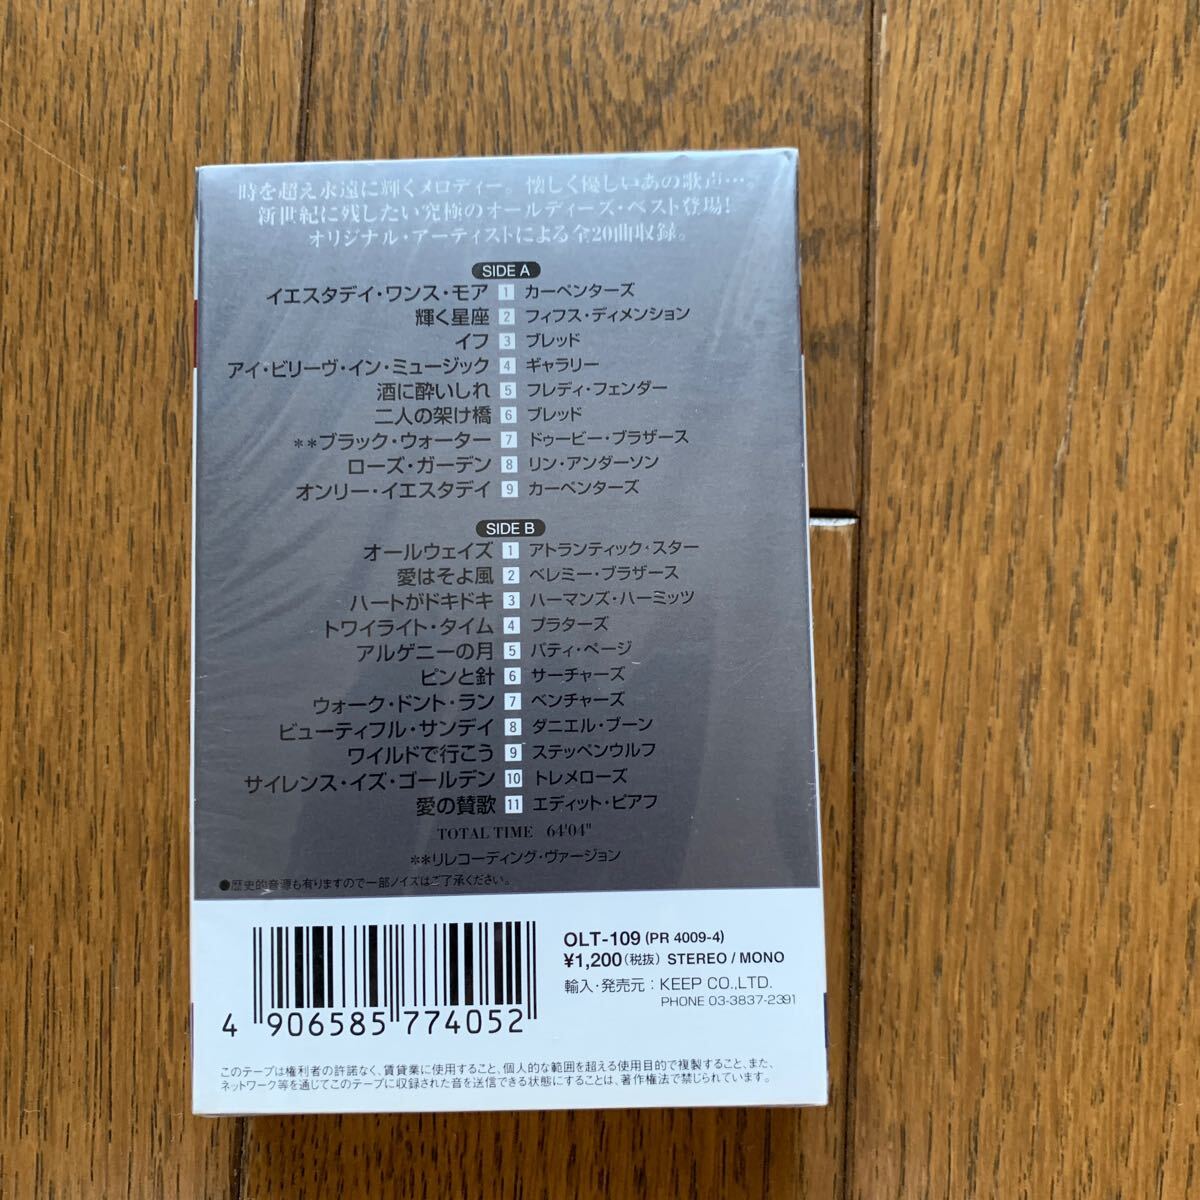 時を超え永遠に輝くメロディー。懐しく優しいあの歌声…。
新世紀に残したい究極のオールディーズ・ベスト登場!
オリジナル・アーティストによる全20曲収録。
SIDE A
イエスタデイ・ワンス・モア 1 カーペンターズ
輝く星座 2 フィフス・ディメンション
イフ 3 ブレッド
アイ・ビリーヴ・イン・ミュージック 4 ギャラリー
酒に酔いしれ 5 フレディ・フェンダー
二人の架け橋 6 ブレッド
**ブラック・ウォーター 7 ドゥービー・ブラザース
ローズ・ガーデン 8 リン・アンダーソン
オンリー・イエスタデイ 9 カーペンターズ
SIDE B
オールウェイズ 1 アトランティック・スター
愛はそよ風 2 ベレミー・ブラザース
ハートがドキドキ 3 ハーマンズ・ハーミッツ
トワイライト・タイム 4 プラターズ
アルゲニーの月 5 パティ・ページ
ピンと針 6 サーチャーズ
ウォーク・ドント・ラン 7 ベンチャーズ
ビューティフル・サンデイ 8 ダニエル・ブーン
ワイルドで行こう 9 ステッペンウルフ
サイレンス・イズ・ゴールデン 10 トレメローズ
愛の賛歌 11 エディット・ピアフ
TOTAL TIME 64'04"
**リレコーディング・ヴァージョン
●歴史的音源も有りますので一部ノイズはご了承ください。
OLT-109 (PR 4009-4)
¥1,200(税抜) STEREO / MONO
輸入・発売元：KEEP CO.,LTD.
PHONE 03-3837-2391
4 906585 774052
このテープは権利者の許諾なく、賃貸業に使用すること、個人的な範囲を超える使用目的で複製すること、また、
ネットワーク等を通じてこのテープに収録された音を送信できる状態にすることは、著作権法で禁じられています。